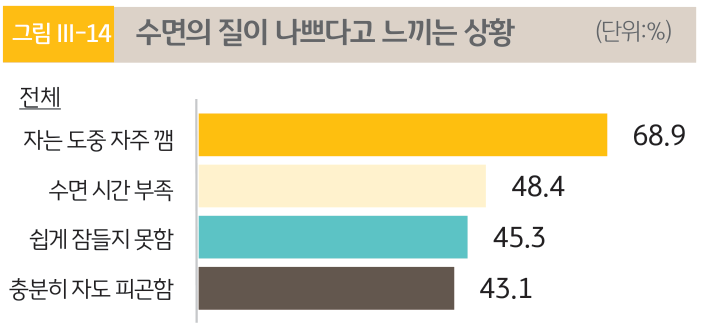 그림 III-14 수면의 질이 나쁘다고 느끼는 상황 (단위:%)
전체
자는 도중 자주 깸 68.9
수면 시간 부족 48.4
쉽게 잠들지 못함 45.3
충분히 자도 피곤함 43.1